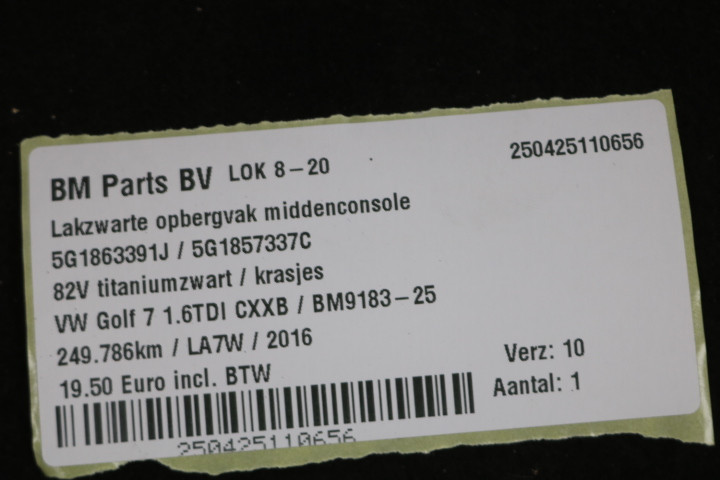 BM Parts BV LOK 8-20 250425110656
Lakzwarte opbergvak middenconsole
5G1863391J / 5G1857337C
82V titaniumzwart / krasjes
VW Golf 7 1.6TDI CXXB / BM9183-25
249.786km / LA7W / 2016
Verz: 10
19.50 Euro incl. BTW
Aantal: 1
250425110656